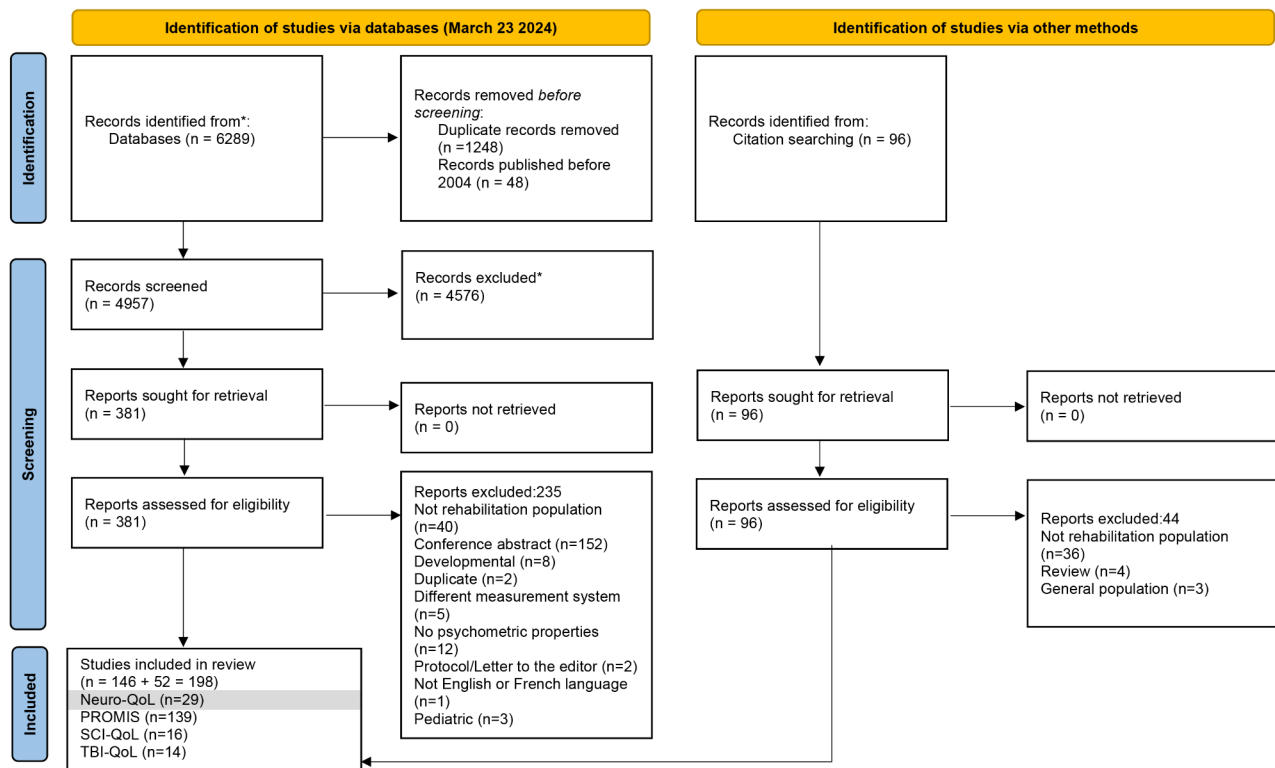 Identification of studies via databases (March 23 2024)
Identification of studies via other methods
Identification
Records identified from*:
Databases (n = 6289)
Records removed before
screening:
Duplicate records removed
(n =1248)
Records published before
2004 (n = 48)
Records identified from:
Citation searching (n = 96)
Screening
Records screened
(n = 4957)
Records excluded*
(n = 4576)
Reports sought for retrieval
(n = 381)
Reports not retrieved
(n = 0)
Reports sought for retrieval
(n = 96)
Reports not retrieved
(n = 0)
Reports assessed for eligibility
(n = 381)
Reports excluded:235
Not rehabilitation population
(n=40)
Conference abstract (n=152)
Developmental (n=8)
Duplicate (n=2)
Different measurement system
(n=5)
No psychometric properties
(n=12)
Protocol/Letter to the editor (n=2)
Not English or French language
(n=1)
Pediatric (n=3)
Reports assessed for eligibility
(n = 96)
Reports excluded:44
Not rehabilitation population
(n=36)
Review (n=4)
General population (n=3)
Included
Studies included in review
(n = 146 + 52 = 198)
Neuro-QoL (n=29)
PROMIS (n=139)
SCI-QoL (n=16)
TBI-QoL (n=14)